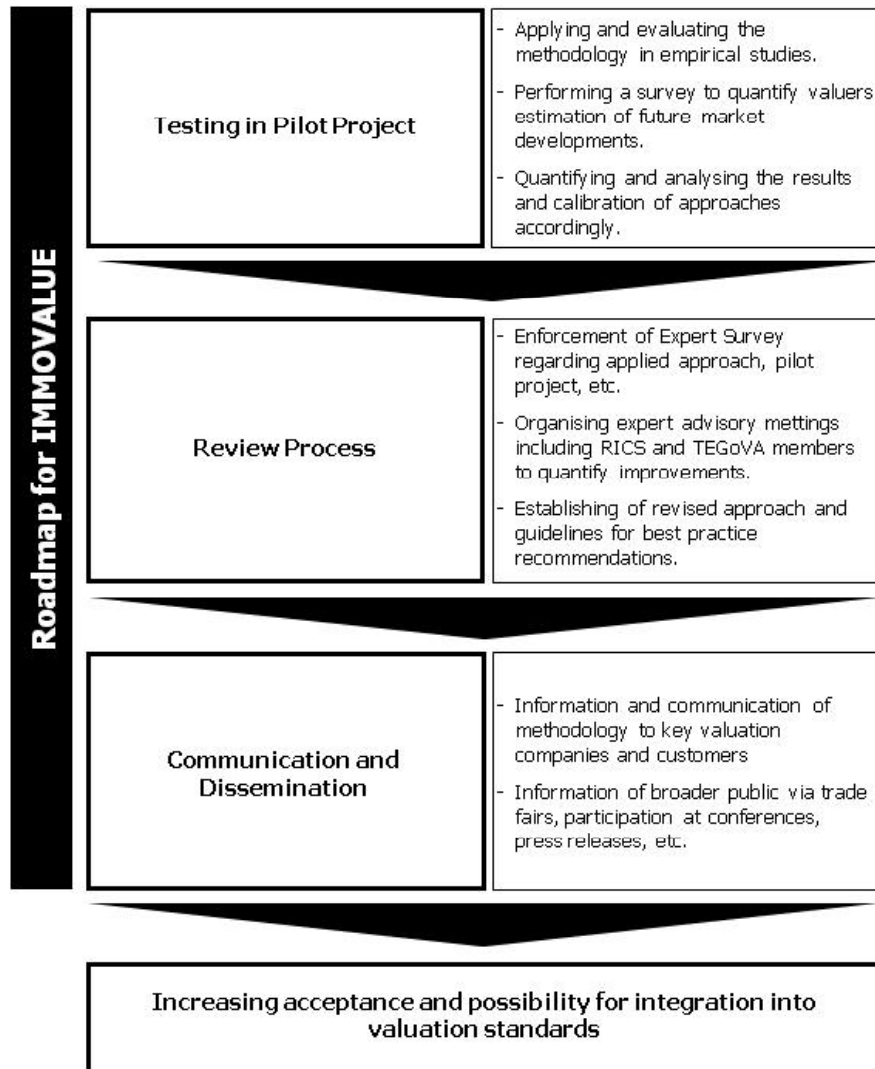 Roadmap for IMMOVALUE
Testing in Pilot Project
- Applying and evaluating the
methodology in empirical studies.
- Performing a survey to quantify valuers
estimation of future market
developments.
- Quantifying and analysing the results
and calibration of approaches
accordingly.
Review Process
- Enforcement of Expert Survey
regarding applied approach, pilot
project, etc.
- Organising expert advisory mettings
including RICS and TEGoVA members
to quantify improvements.
- Establishing of revised approach and
guidelines for best practice
recommendations.
Communication and
Dissemination
- Information and communication of
methodology to key valuation
companies and customers
- Information of broader public via trade
fairs, participation at conferences,
press releases, etc.
Increasing acceptance and possibility for integration into
valuation standards